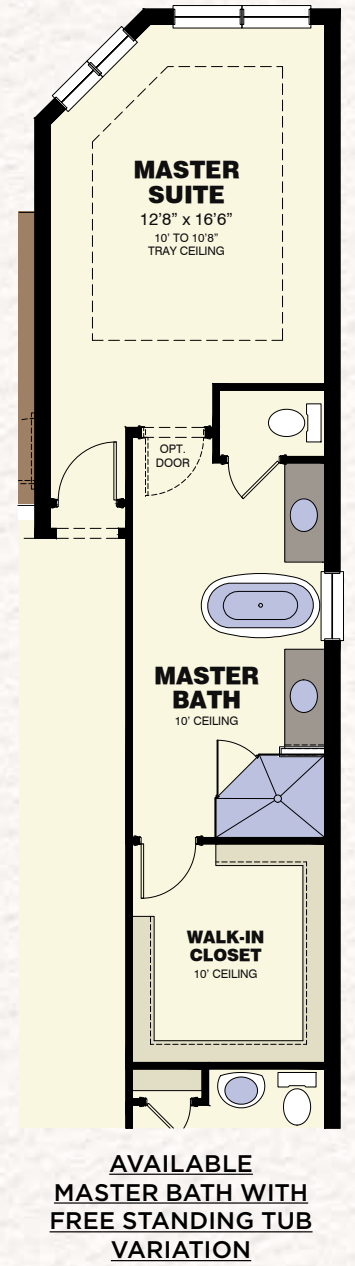 MASTER
SUITE
12'8" x 16'6"
10' TO 10'8"
TRAY CEILING
OPT.
DOOR
MASTER
BATH
10' CEILING
WALK-IN
CLOSET
10' CEILING
AVAILABLE
MASTER BATH WITH
FREE STANDING TUB
VARIATION